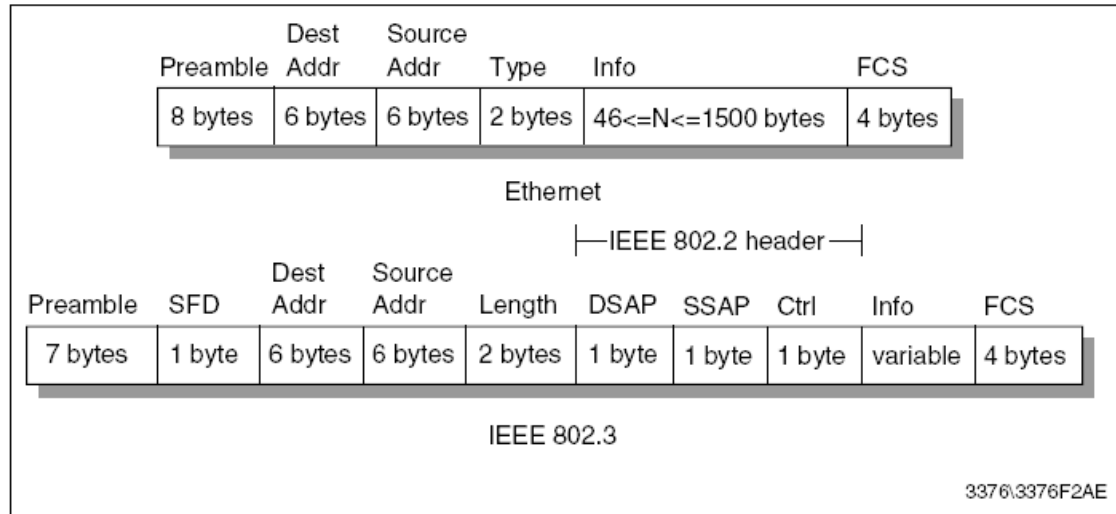 Dest Source
Preamble Addr Addr Type Info FCS
8 bytes 6 bytes 6 bytes 2 bytes 46<=N<=1500 bytes 4 bytes
Ethernet
IEEE 802.2 header
Dest Source
Preamble SFD Addr Addr Length DSAP SSAP Ctrl Info FCS
7 bytes 1 byte 6 bytes 6 bytes 2 bytes 1 byte 1 byte 1 byte variable 4 bytes
IEEE 802.3
3376\3376F2AE